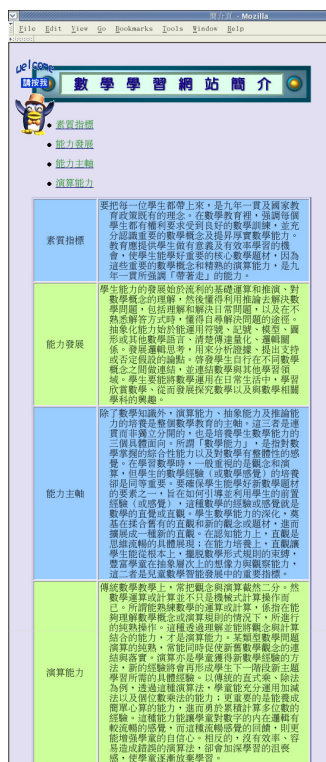 簡介頁 - Mozilla
File Edit View Go Bookmarks Tools Window Help
welcome
請按我
數學學習網站簡介
素質指標
能力發展
能力主軸
演算能力
素質指標
要把每一位學生都帶上來，是九年一貫及國家教
育政策既有的理念。在數學教育裡，強調每個
學生都有權利要求受到良好的數學訓練，並充
分認識重要的數學概念及提昇厚實數學能力。
教育應提供學生做有意義及有效率學習的機
會，使學生能學好重要的核心數學題材，因為
這些重要的數學概念和精熟的演算能力，是九
年一貫所強調「帶著走」的能力。
能力發展
學生能力的發展始於流利的基礎運算和推演、對
數學概念的理解，然後懂得利用推論去解決數
學問題，包括理解和解決日常問題，以及在不
熟悉解答方式時，懂得自尋解決問題的途徑。
抽象化能力始於能運用符號、記號、模型、圖
形或其他數學語言，清楚傳達量化、邏輯關
係。發展邏輯思考，用來分析證據、提出支持
或否定假設的論點。啓發學生自行在不同數學
概念之間做連結，並連結數學與其他學習領
域。學生要能將數學運用在日常生活中，學習
欣賞數學、從而發展探究數學以及與數學相關
學科的興趣。
能力主軸
除了數學知識外，演算能力、抽象能力及推論能
力的培養是整個數學教育的主軸。這三者是連
貫而非獨立分開的，也是培養學生數學能力的
三個具體面向。所謂「數學能力」，是指對數
學掌握的綜合性能力以及對數學有整體性的感
覺。在學習數學時，一般重視的是觀念和演
算，但學生的數學經驗（或數學感覺）的培養
卻是同等重要。要確保學生能學好新數學題材
的要素之一，旨在如何引導並利用學生的前置
經驗（或感覺），這種數學的經驗或感覺就是
數學的直覺或直觀。學生數學能力的深化，奠
基在揉合舊有的直觀和新的觀念或題材，進而
擴展成一種新的直觀。在認知能力上，直觀是
思維流暢的具體展現；在能力培養上，直觀讓
學生能從根本上，擺脫數學形式規則的束縛，
豐富學童在抽象層次上的想像力與觀察能力，
這二者是兒童數學智能發展中的重要指標。
演算能力
傳統數學教學上，常把觀念與演算截然二分。然
數學運算或計算並不只是機械式計算操作而
已。所謂能熟練數學的運算或計算，係指在能
夠理解數學概念或演算規則的情況下，所進行
的純熟操作。這種透過理解並能將觀念與計算
結合的能力，才是演算能力。某類型數學問題
演算的純熟，常能同時促使新舊數學觀念的連
結與落實。演算亦是學童獲得新數學經驗的方
法，新的經驗將會再形成學生下一階段新主題
學習所需的具體經驗。以傳統的直式乘、除法
為例，透過這種演算法，學童能充分運用加減
法以及個位數乘法的能力；更重要的是能養成
簡單心算的能力，進而勇於累積計算多位數的
經驗。這種能力能讓學童對數字的內在邏輯有
較流暢的感覺，而這種流暢感覺的回饋，則更
能增強學童的自信心。相反的，沒有效率、容
易造成錯誤的演算法，卻會加深學習的沮喪
感，使學童逐漸放棄學習。